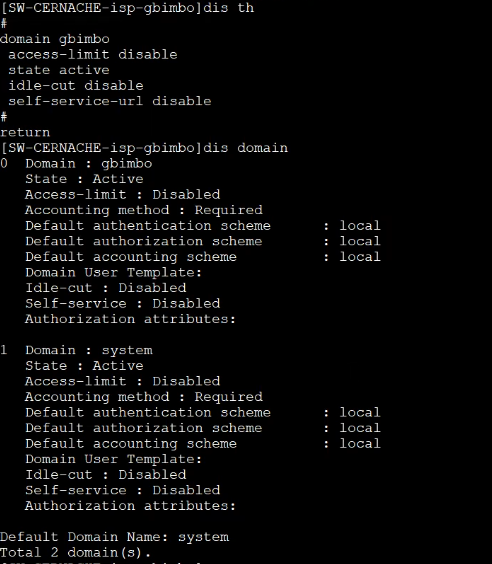 [SW-CERNACHE-isp-gbimbo]dis th
#
domain gbimbo
 access-limit disable
 state active
 idle-cut disable
 self-service-url disable
#
return
[SW-CERNACHE-isp-gbimbo]dis domain
0  Domain : gbimbo
   State : Active
   Access-limit : Disabled
   Accounting method : Required
   Default authentication scheme      : local
   Default authorization scheme       : local
   Default accounting scheme          : local
   Domain User Template:
   Idle-cut : Disabled
   Self-service : Disabled
   Authorization attributes:

1  Domain : system
   State : Active
   Access-limit : Disabled
   Accounting method : Required
   Default authentication scheme      : local
   Default authorization scheme       : local
   Default accounting scheme          : local
   Domain User Template:
   Idle-cut : Disabled
   Self-service : Disabled
   Authorization attributes:

Default Domain Name: system
Total 2 domain(s).